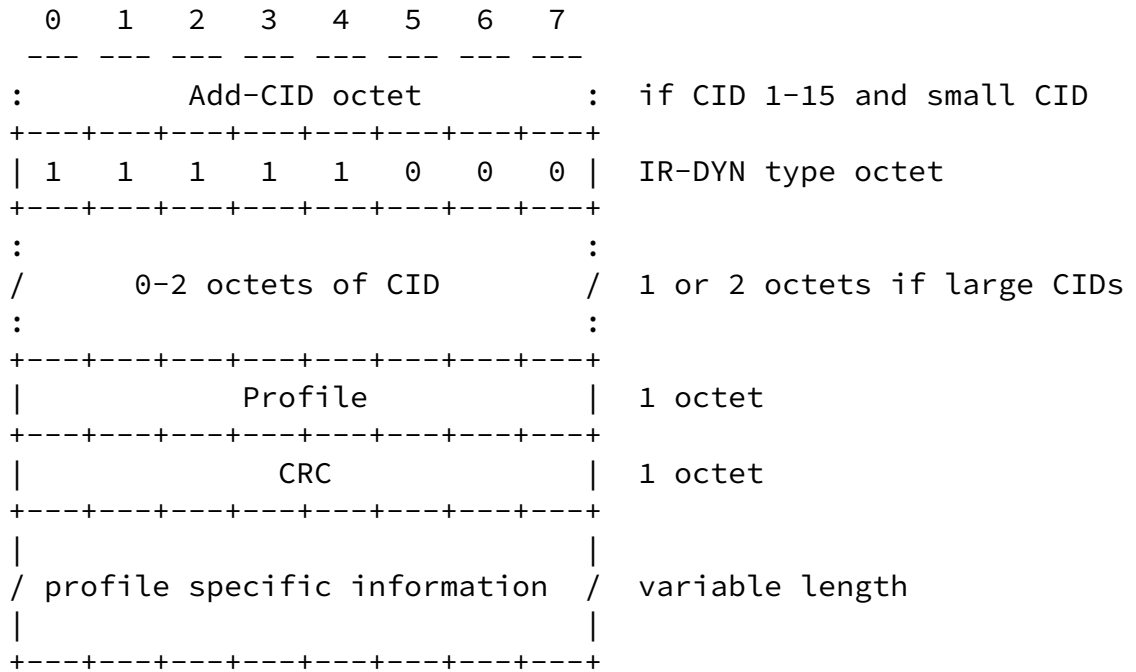 0   1   2   3   4   5   6   7
 --- --- --- --- --- --- --- ---
:         Add-CID octet         :  if CID 1-15 and small CID
+---+---+---+---+---+---+---+---+
| 1   1   1   1   1   0   0   0 |  IR-DYN type octet
+---+---+---+---+---+---+---+---+
:                               :
/      0-2 octets of CID        /  1 or 2 octets if large CIDs
:                               :
+---+---+---+---+---+---+---+---+
|            Profile            |  1 octet
+---+---+---+---+---+---+---+---+
|              CRC              |  1 octet
+---+---+---+---+---+---+---+---+
|                               |
/ profile specific information  /  variable length
|                               |
+---+---+---+---+---+---+---+---+